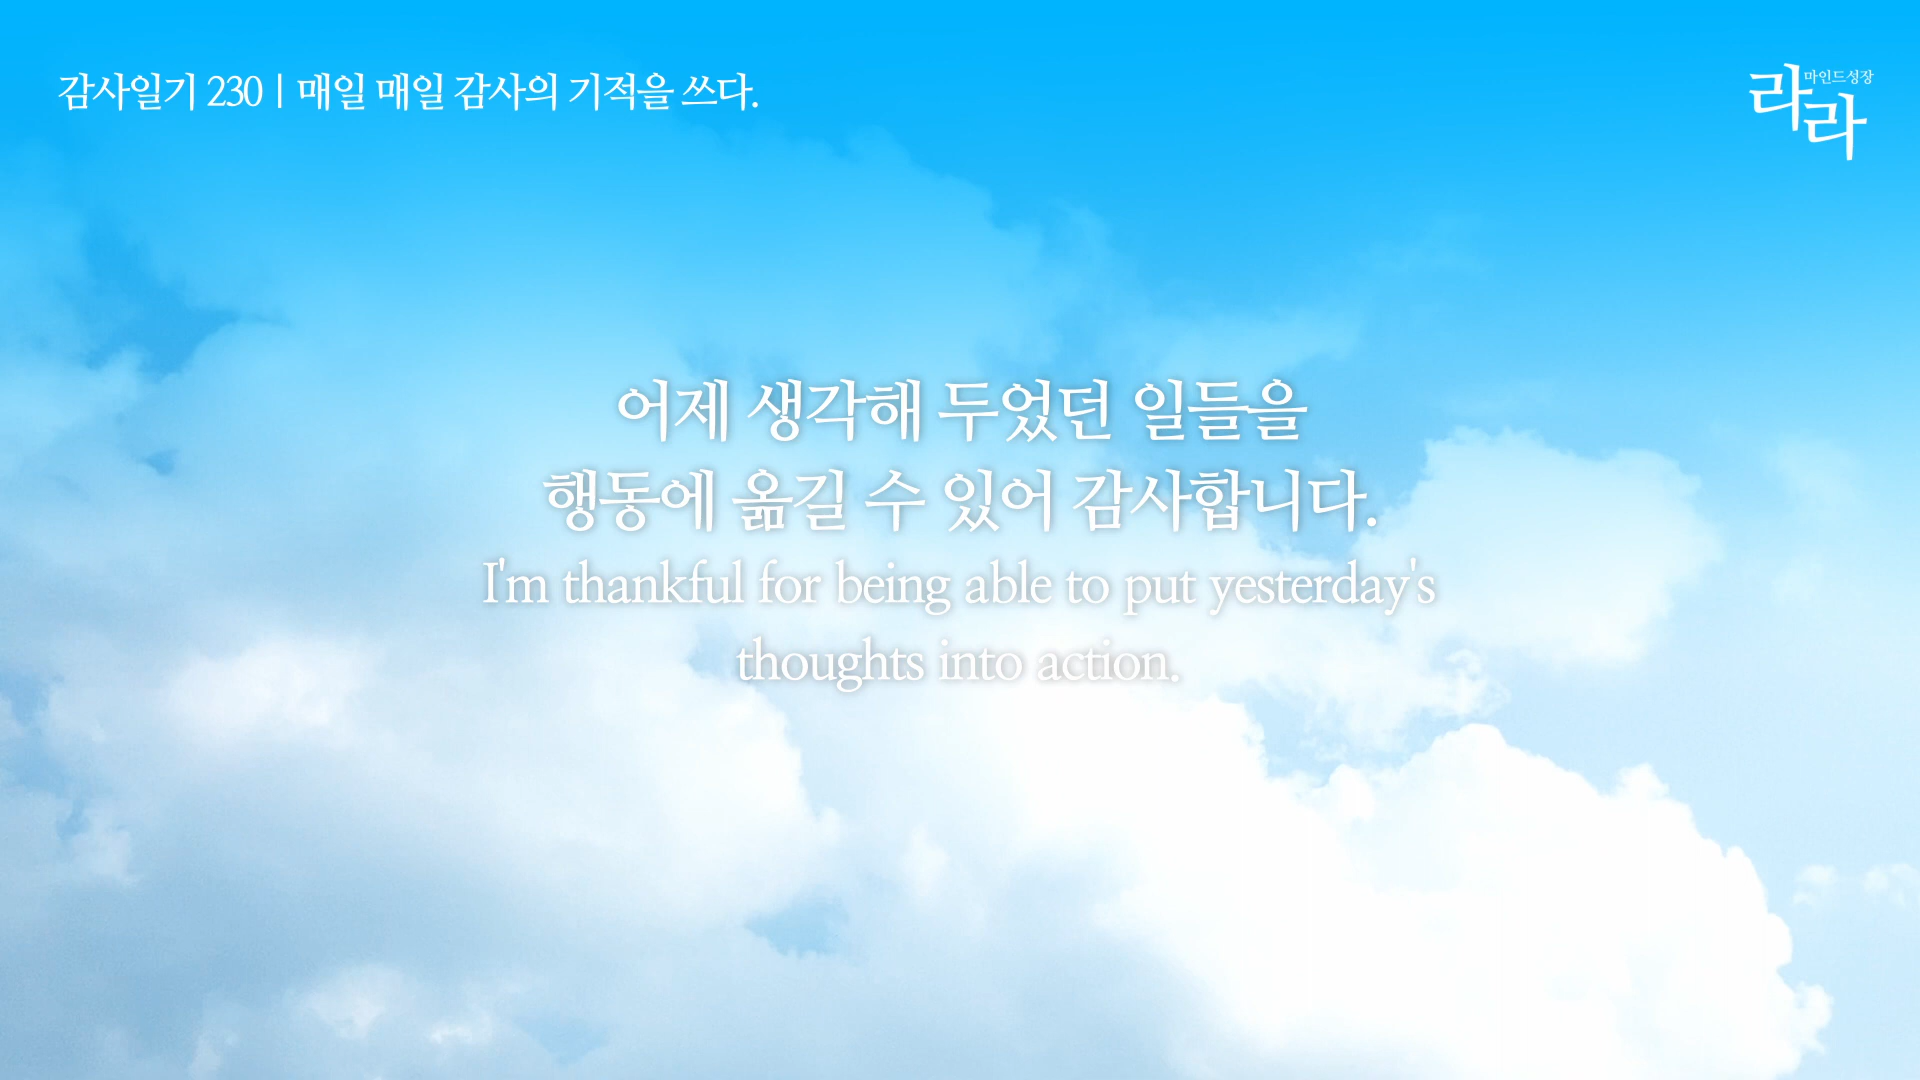 감사일기 230 | 매일 매일 감사의 기적을 쓰다.
마인드성장
라라
어제 생각해 두었던 일들을
행동에 옮길 수 있어 감사합니다.
I'm thankful for being able to put yesterday's
thoughts into action.